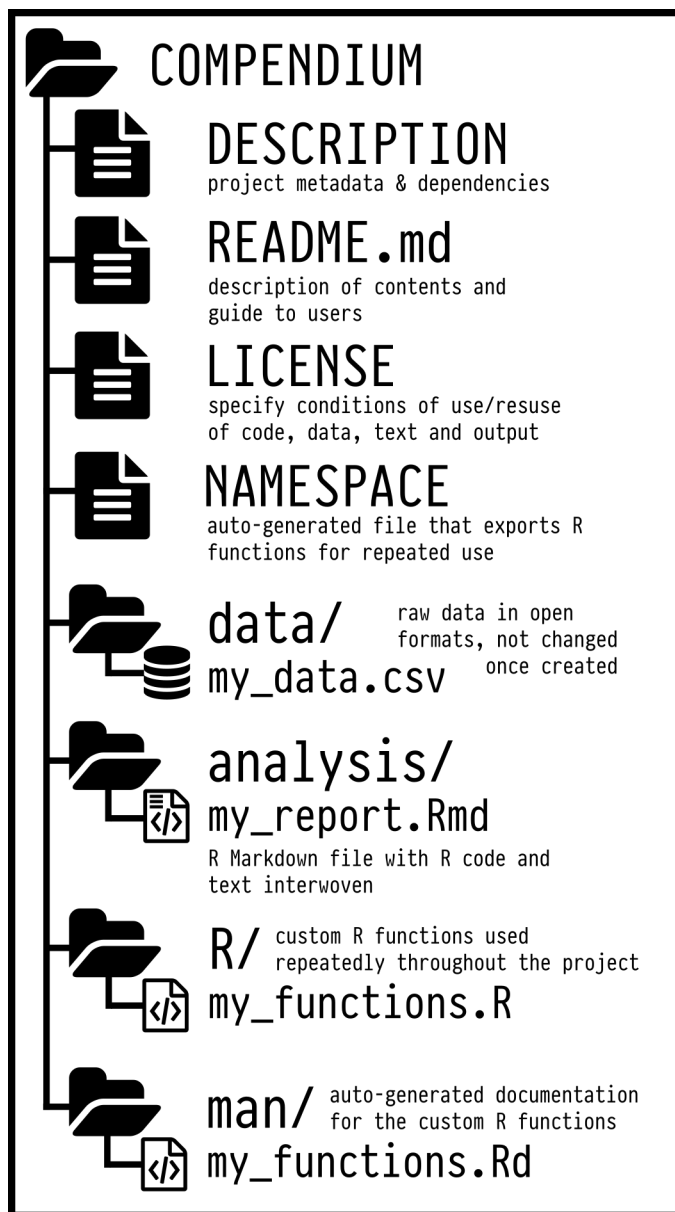 COMPENDIUM
DESCRIPTION
project metadata & dependencies
README.md
description of contents and
guide to users
LICENSE
specify conditions of use/resuse
of code, data, text and output
NAMESPACE
auto-generated file that exports R
functions for repeated use
data/
raw data in open
formats, not changed
once created
my_data.csv
analysis/
my_report.Rmd
R Markdown file with R code and
text interwoven
R/
custom R functions used
repeatedly throughout the project
my_functions.R
man/
auto-generated documentation
for the custom R functions
my_functions.Rd